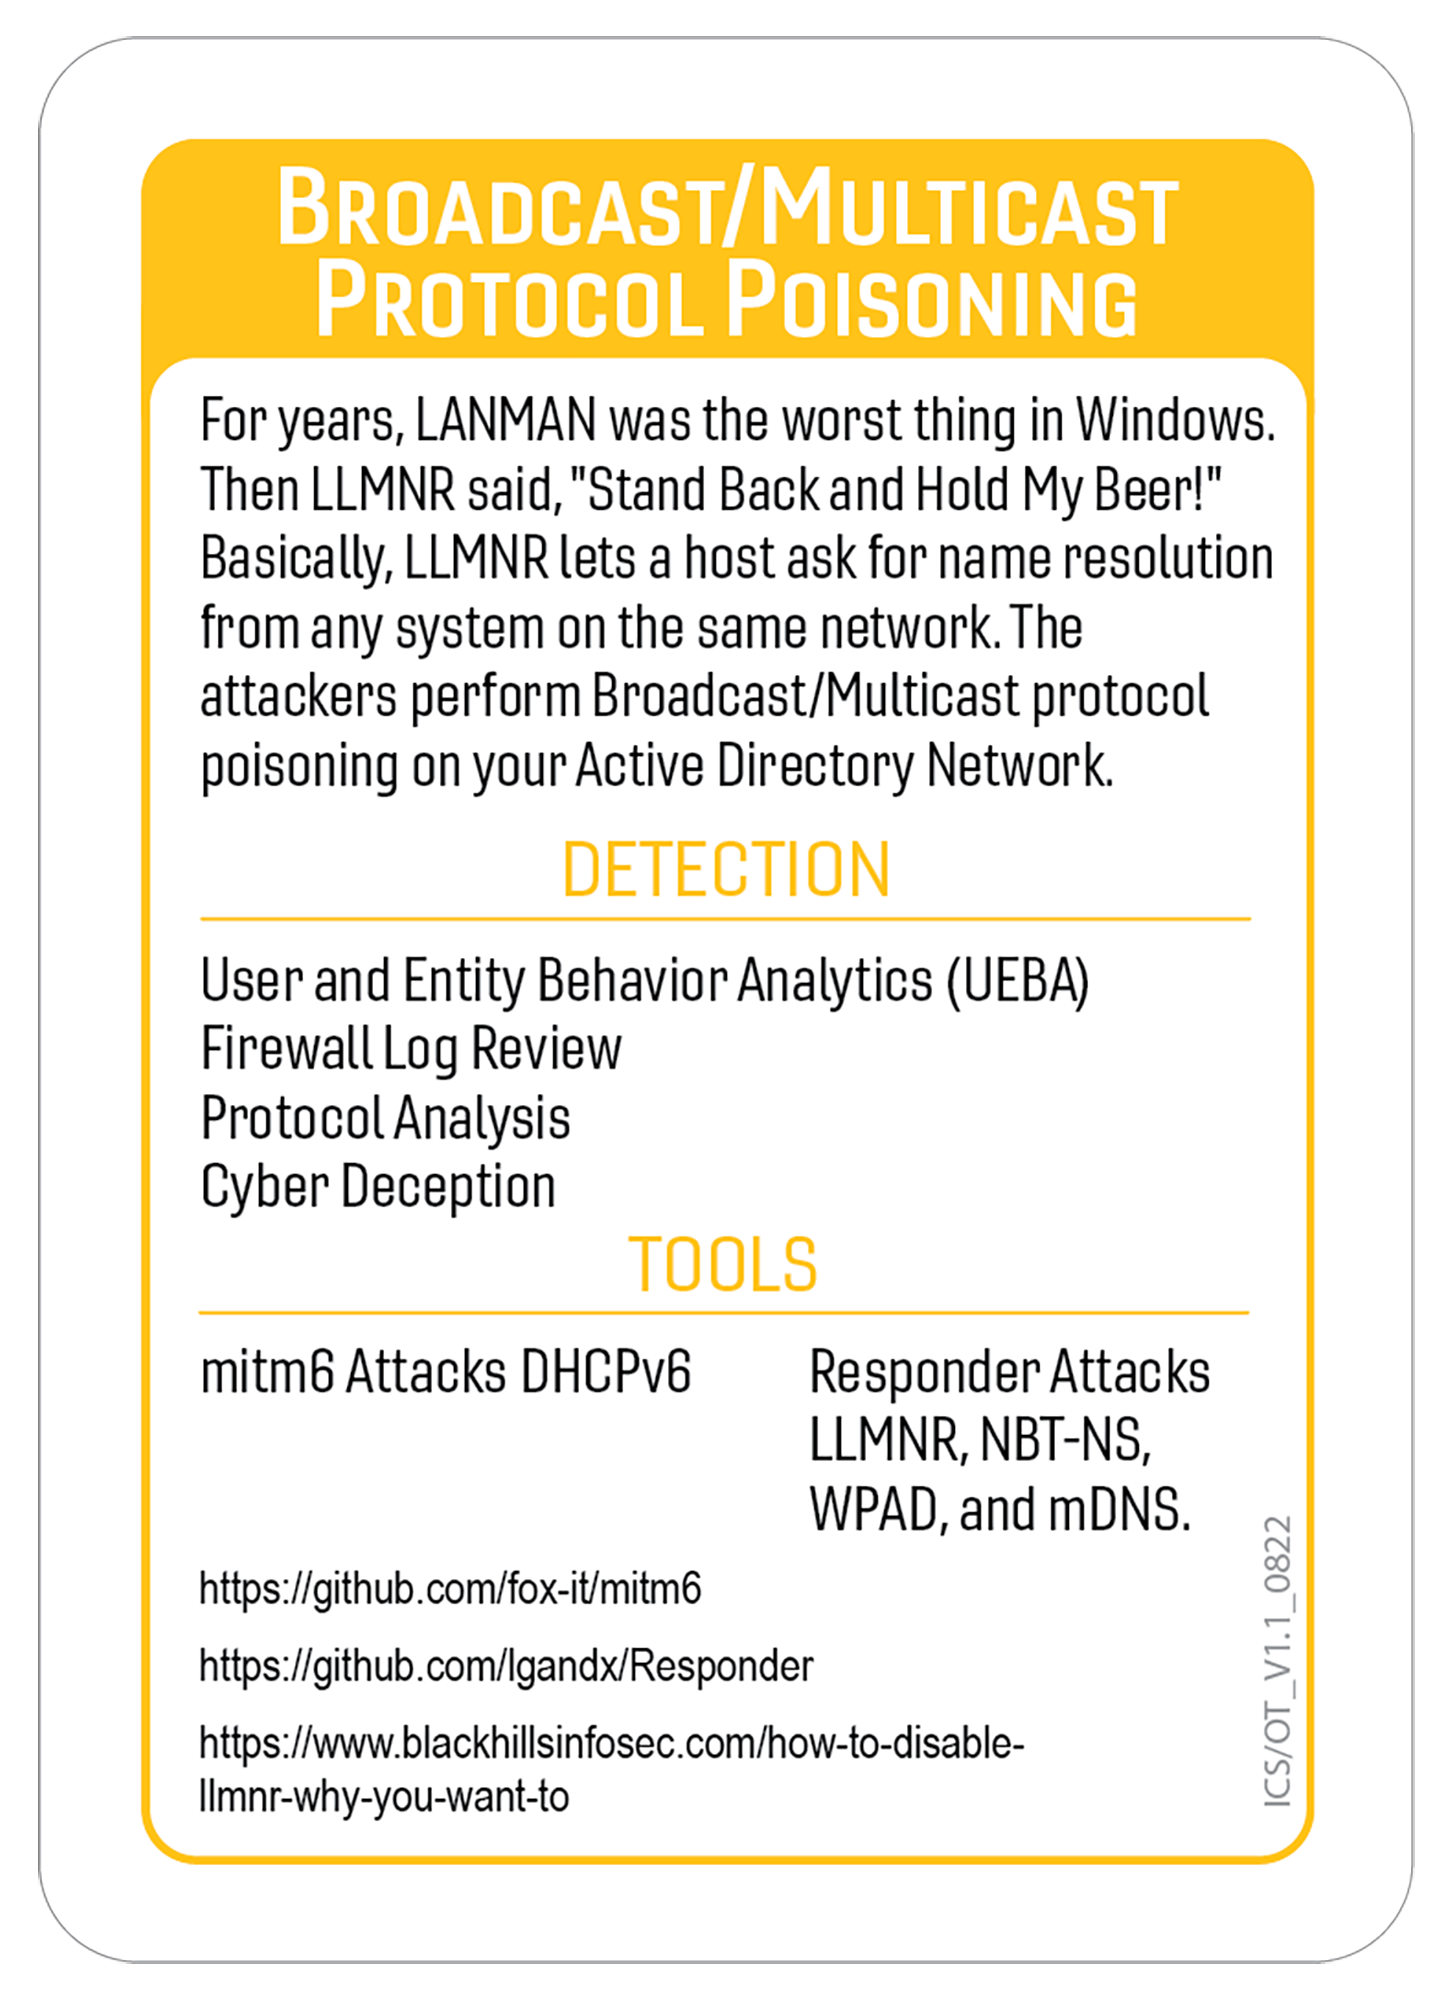 BROADCAST/MULTICAST
PROTOCOL POISONING
For years, LANMAN was the worst thing in Windows.
Then LLMNR said, "Stand Back and Hold My Beer!"
Basically, LLMNR lets a host ask for name resolution
from any system on the same network. The
attackers perform Broadcast/Multicast protocol
poisoning on your Active Directory Network.
DETECTION
User and Entity Behavior Analytics (UEBA)
Firewall Log Review
Protocol Analysis
Cyber Deception
TOOLS
mitm6 Attacks DHCPv6
Responder Attacks
LLMNR, NBT-NS,
WPAD, and mDNS.
https://github.com/fox-it/mitm6
https://github.com/lgandx/Responder
https://www.blackhillsinfosec.com/how-to-disable-
llmnr-why-you-want-to
ICS/OT_V1.1_0822